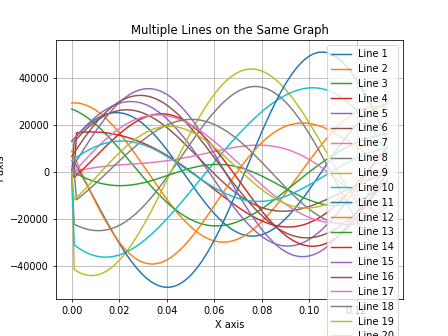 Multiple Lines on the Same Graph
40000
20000
0
−20000
−40000
0.00
0.02
0.04
0.06
0.08
0.10
X axis
Line 1
Line 2
Line 3
Line 4
Line 5
Line 6
Line 7
Line 8
Line 9
Line 10
Line 11
Line 12
Line 13
Line 14
Line 15
Line 16
Line 17
Line 18
Line 19
Line 20